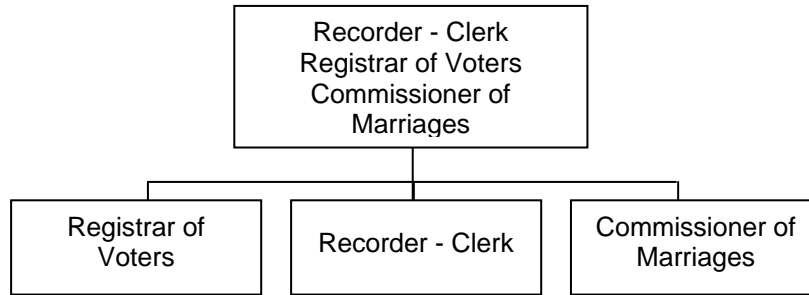 Recorder - Clerk
Registrar of Voters
Commissioner of
Marriages
Registrar of
Voters
Recorder - Clerk
Commissioner of
Marriages